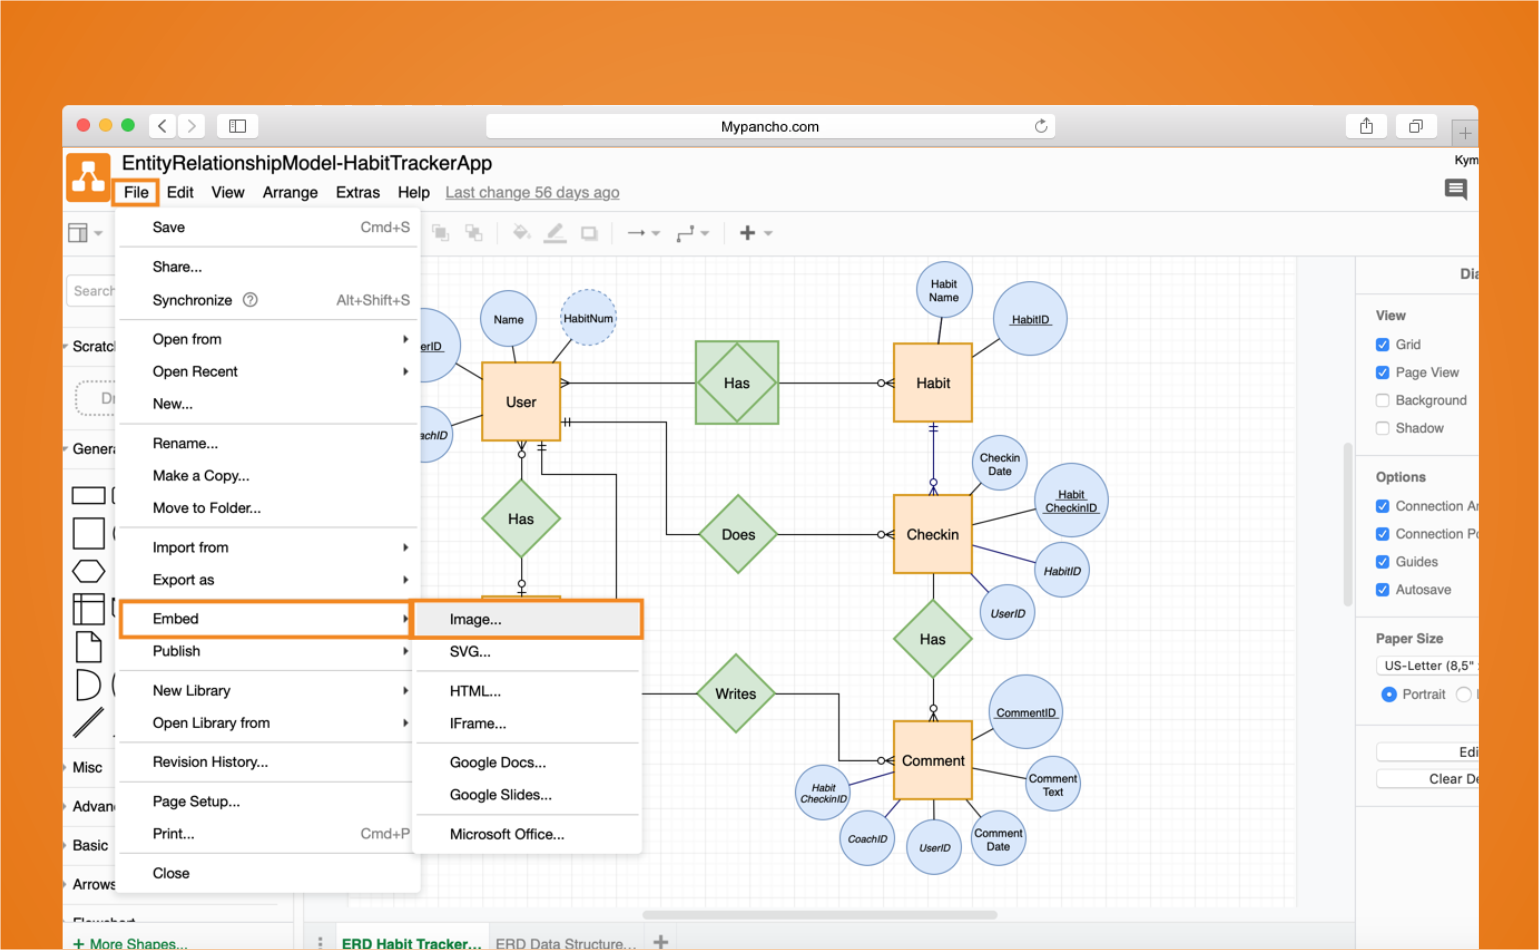 Mypancho.com
EntityRelationshipModel-HabitTrackerApp
Kym
File Edit View Arrange Extras Help Last change 56 days ago
Save Cmd+S
Share...
Synchronize Alt+Shift+S
Open from
Open Recent
New...
Rename...
Make a Copy...
Move to Folder...
Import from
Export as
Embed
Publish
New Library
Open Library from
Revision History...
Page Setup...
Print... Cmd+P
Close
Image...
SVG...
HTML...
IFrame...
Google Docs...
Google Slides...
Microsoft Office...
Search
Scratc
Dr
Genera
Misc
Advan
Basic
Arrows
Flowchart
+ More Shapes...
erID
Name
HabitNum
achID
User
Has
Has
Habit
Name
HabitID
Habit
Does
Checkin
Date
Habit
CheckinID
Checkin
HabitID
UserID
Has
Writes
CommentID
Comment
Comment
Text
Habit
CheckinID
CoachID
UserID
Comment
Date
Dia
View
Grid
Page View
Background
Shadow
Options
Connection Ar
Connection Po
Guides
Autosave
Paper Size
US-Letter (8,5"
Portrait
Edi
Clear De
ERD Habit Tracker... ERD Data Structure...